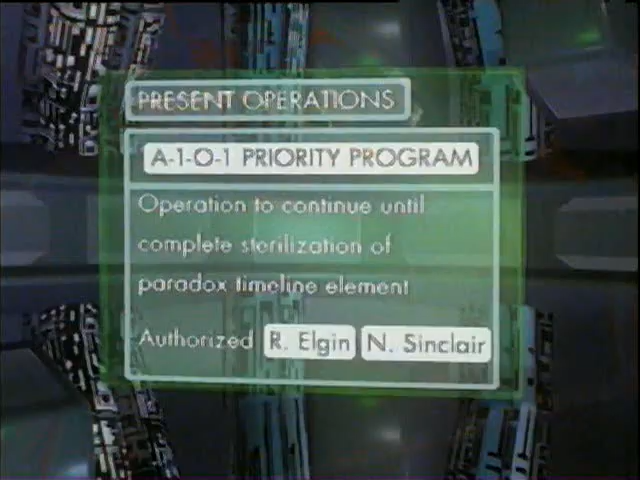 PRESENT OPERATIONS
A-1-0-1 PRIORITY PROGRAM
Operation to continue until
complete sterilization of
paradox timeline element
Authorized R. Elgin N. Sinclair